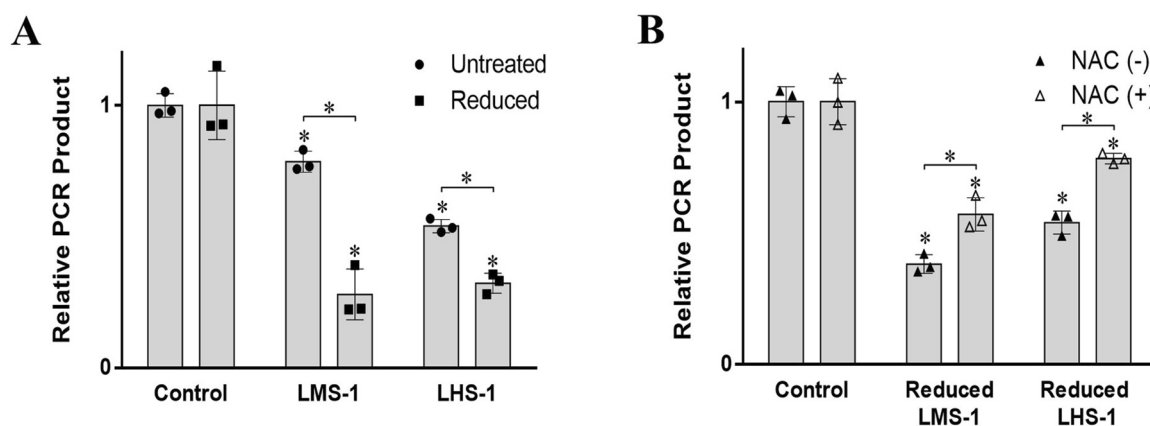 A
Relative PCR Product
1
0
Untreated
Reduced
*
*
*
*
*
*
Control
LMS-1
LHS-1
B
Relative PCR Product
1
0
NAC (-)
NAC (+)
*
*
*
*
*
*
Control
Reduced
LMS-1
Reduced
LHS-1